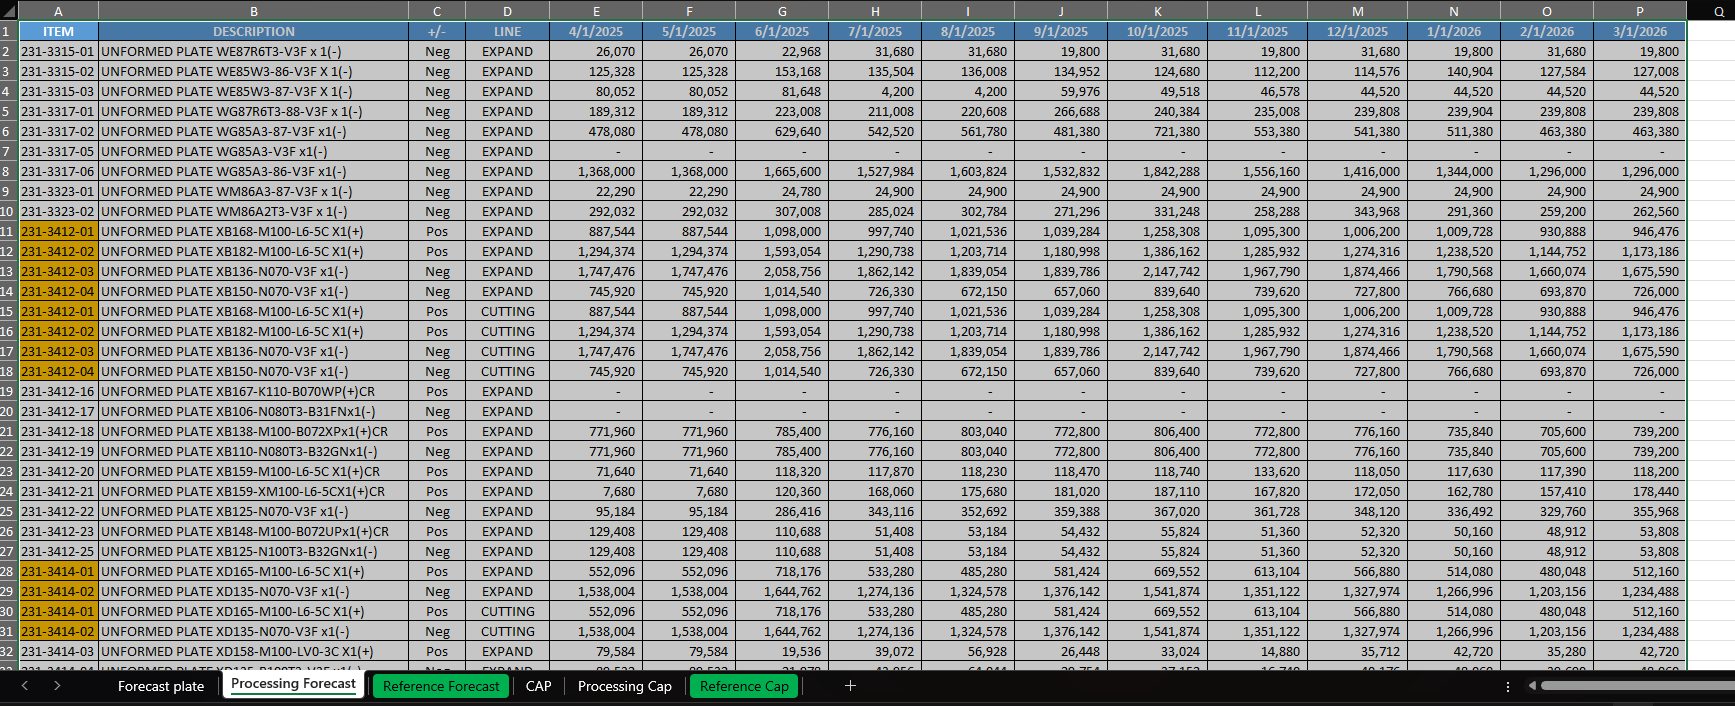 A B C D E F G H I J K L M N O P Q
1 ITEM DESCRIPTION +/- LINE 4/1/2025 5/1/2025 6/1/2025 7/1/2025 8/1/2025 9/1/2025 10/1/2025 11/1/2025 12/1/2025 1/1/2026 2/1/2026 3/1/2026
2 231-3315-01 UNFORMED PLATE WE87R6T3-V3F x 1(-) Neg EXPAND 26,070 26,070 22,968 31,680 31,680 19,800 31,680 19,800 31,680 19,800 31,680 19,800
3 231-3315-02 UNFORMED PLATE WE85W3-86-V3F X 1(-) Neg EXPAND 125,328 125,328 153,168 135,504 136,008 134,952 124,680 112,200 114,576 140,904 127,584 127,008
4 231-3315-03 UNFORMED PLATE WE85W3-87-V3F X 1(-) Neg EXPAND 80,052 80,052 81,648 4,200 4,200 59,976 49,518 46,578 44,520 44,520 44,520 44,520
5 231-3317-01 UNFORMED PLATE WG87R6T3-88-V3F x 1(-) Neg EXPAND 189,312 189,312 223,008 211,008 220,608 266,688 240,384 235,008 239,808 239,904 239,808 239,808
6 231-3317-02 UNFORMED PLATE WG85A3-87-V3F x1(-) Neg EXPAND 478,080 478,080 629,640 542,520 561,780 481,380 721,380 553,380 541,380 511,380 463,380 463,380
7 231-3317-05 UNFORMED PLATE WG85A3-V3F x1(-) Neg EXPAND - - - - - - - - - - - -
8 231-3317-06 UNFORMED PLATE WG85A3-86-V3F x1(-) Neg EXPAND 1,368,000 1,368,000 1,665,600 1,527,984 1,603,824 1,532,832 1,842,288 1,556,160 1,416,000 1,344,000 1,296,000 1,296,000
9 231-3323-01 UNFORMED PLATE WM86A3-87-V3F x 1(-) Neg EXPAND 22,290 22,290 24,780 24,900 24,900 24,900 24,900 24,900 24,900 24,900 24,900 24,900
10 231-3323-02 UNFORMED PLATE WM86A2T3-V3F x 1(-) Neg EXPAND 292,032 292,032 307,008 285,024 302,784 271,296 331,248 258,288 343,968 291,360 259,200 262,560
11 231-3412-01 UNFORMED PLATE XB168-M100-L6-5C X1(+) Pos EXPAND 887,544 887,544 1,098,000 997,740 1,021,536 1,039,284 1,258,308 1,095,300 1,006,200 1,009,728 930,888 946,476
12 231-3412-02 UNFORMED PLATE XB182-M100-L6-5C X1(+) Pos EXPAND 1,294,374 1,294,374 1,593,054 1,290,738 1,203,714 1,180,998 1,386,162 1,285,932 1,274,316 1,238,520 1,144,752 1,173,186
13 231-3412-03 UNFORMED PLATE XB136-N070-V3F x1(-) Neg EXPAND 1,747,476 1,747,476 2,058,756 1,862,142 1,839,054 1,839,786 2,147,742 1,967,790 1,874,466 1,790,568 1,660,074 1,675,590
14 231-3412-04 UNFORMED PLATE XB150-N070-V3F x1(-) Neg EXPAND 745,920 745,920 1,014,540 726,330 672,150 657,060 839,640 739,620 727,800 766,680 693,870 726,000
15 231-3412-01 UNFORMED PLATE XB168-M100-L6-5C X1(+) Pos CUTTING 887,544 887,544 1,098,000 997,740 1,021,536 1,039,284 1,258,308 1,095,300 1,006,200 1,009,728 930,888 946,476
16 231-3412-02 UNFORMED PLATE XB182-M100-L6-5C X1(+) Pos CUTTING 1,294,374 1,294,374 1,593,054 1,290,738 1,203,714 1,180,998 1,386,162 1,285,932 1,274,316 1,238,520 1,144,752 1,173,186
17 231-3412-03 UNFORMED PLATE XB136-N070-V3F x1(-) Neg CUTTING 1,747,476 1,747,476 2,058,756 1,862,142 1,839,054 1,839,786 2,147,742 1,967,790 1,874,466 1,790,568 1,660,074 1,675,590
18 231-3412-04 UNFORMED PLATE XB150-N070-V3F x1(-) Neg CUTTING 745,920 745,920 1,014,540 726,330 672,150 657,060 839,640 739,620 727,800 766,680 693,870 726,000
19 231-3412-16 UNFORMED PLATE XB167-K110-B070WP(+)CR Pos EXPAND - - - - - - - - - - - -
20 231-3412-17 UNFORMED PLATE XB106-N080T3-B31FNx1(-) Neg EXPAND - - - - - - - - - - - -
21 231-3412-18 UNFORMED PLATE XB138-M100-B072XPx1(+)CR Pos EXPAND 771,960 771,960 785,400 776,160 803,040 772,800 806,400 772,800 776,160 735,840 705,600 739,200
22 231-3412-19 UNFORMED PLATE XB110-N080T3-B32GNx1(-) Neg EXPAND 771,960 771,960 785,400 776,160 803,040 772,800 806,400 772,800 776,160 735,840 705,600 739,200
23 231-3412-20 UNFORMED PLATE XB159-M100-L6-5C X1(+)CR Pos EXPAND 71,640 71,640 118,320 117,870 118,230 118,470 118,740 133,620 118,050 117,630 117,390 118,200
24 231-3412-21 UNFORMED PLATE XB159-XM100-L6-5CX1(+)CR Pos EXPAND 7,680 7,680 120,360 168,060 175,680 181,020 187,110 167,820 172,050 162,780 157,410 178,440
25 231-3412-22 UNFORMED PLATE XB125-N070-V3F x1(-) Neg EXPAND 95,184 95,184 286,416 343,116 352,692 359,388 367,020 361,728 348,120 336,492 329,760 355,968
26 231-3412-23 UNFORMED PLATE XB148-M100-B072UPx1(+)CR Pos EXPAND 129,408 129,408 110,688 51,408 53,184 54,432 55,824 51,360 52,320 50,160 48,912 53,808
27 231-3412-25 UNFORMED PLATE XB125-N100T3-B32GNx1(-) Neg EXPAND 129,408 129,408 110,688 51,408 53,184 54,432 55,824 51,360 52,320 50,160 48,912 53,808
28 231-3414-01 UNFORMED PLATE XD165-M100-L6-5C X1(+) Pos EXPAND 552,096 552,096 718,176 533,280 485,280 581,424 669,552 613,104 566,880 514,080 480,048 512,160
29 231-3414-02 UNFORMED PLATE XD135-N070-V3F x1(-) Neg EXPAND 1,538,004 1,538,004 1,644,762 1,274,136 1,324,578 1,376,142 1,541,874 1,351,122 1,327,974 1,266,996 1,203,156 1,234,488
30 231-3414-01 UNFORMED PLATE XD165-M100-L6-5C X1(+) Pos CUTTING 552,096 552,096 718,176 533,280 485,280 581,424 669,552 613,104 566,880 514,080 480,048 512,160
31 231-3414-02 UNFORMED PLATE XD135-N070-V3F x1(-) Neg CUTTING 1,538,004 1,538,004 1,644,762 1,274,136 1,324,578 1,376,142 1,541,874 1,351,122 1,327,974 1,266,996 1,203,156 1,234,488
32 231-3414-03 UNFORMED PLATE XD158-M100-LV0-3C X1(+) Pos EXPAND 79,584 79,584 19,536 39,072 56,928 26,448 33,024 14,880 35,712 42,720 35,280 42,720
Forecast plate Processing Forecast Reference Forecast CAP Processing Cap Reference Cap